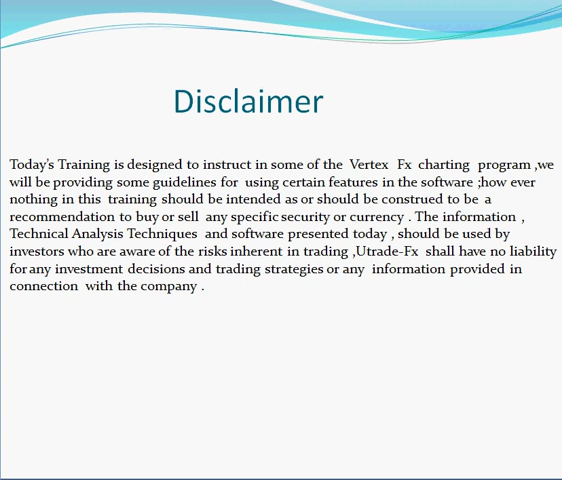 Disclaimer
Today's Training is designed to instruct in some of the Vertex Fx charting program ,we
will be providing some guidelines for using certain features in the software ;how ever
nothing in this training should be intended as or should be construed to be a
recommendation to buy or sell any specific security or currency . The information ,
Technical Analysis Techniques and software presented today , should be used by
investors who are aware of the risks inherent in trading ,Utrade-Fx shall have no liability
for any investment decisions and trading strategies or any information provided in
connection with the company .